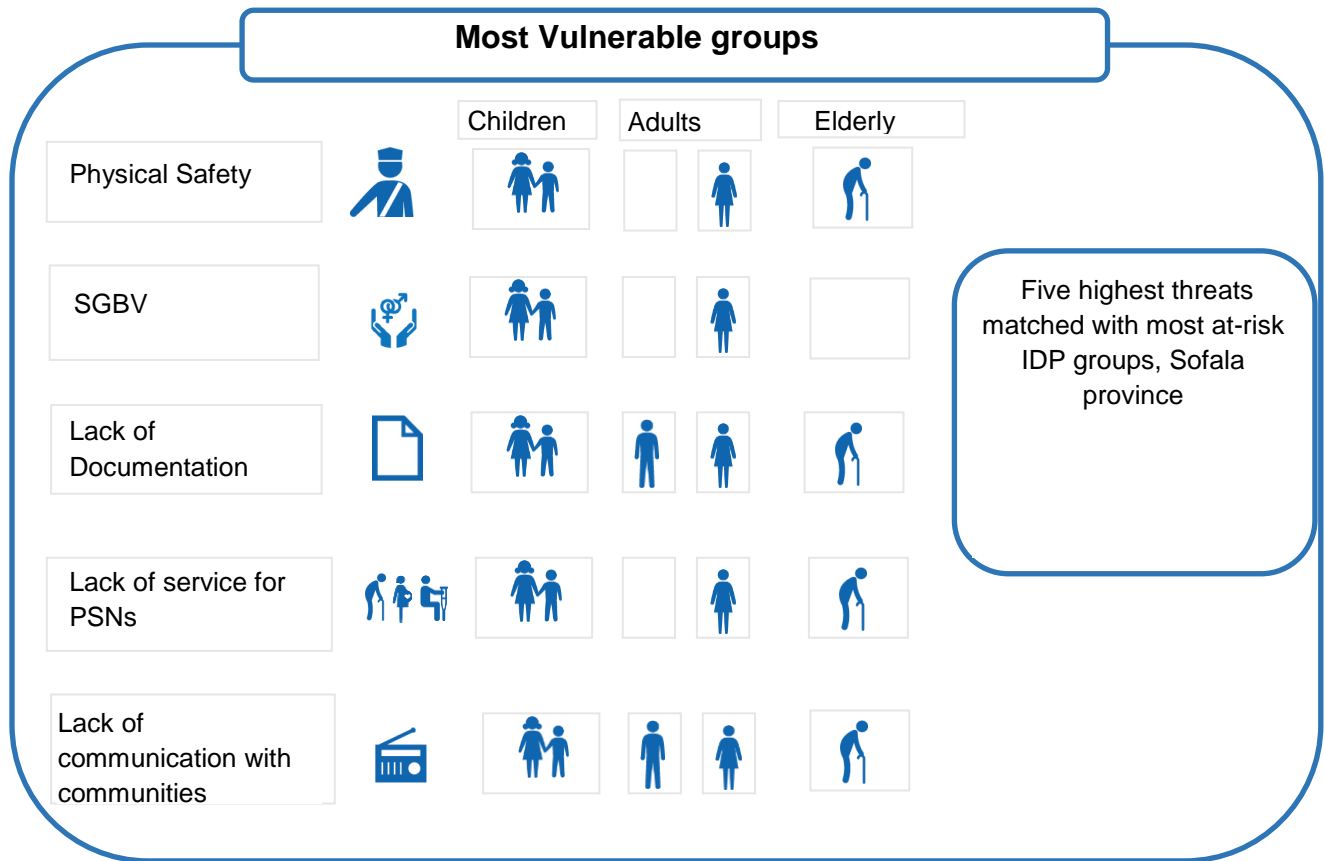 Most Vulnerable groups
Children Adults Elderly
Physical Safety
SGBV
Five highest threats
matched with most at-risk
IDP groups, Sofala
province
Lack of
Documentation
Lack of service for
PSNs
Lack of
communication with
communities